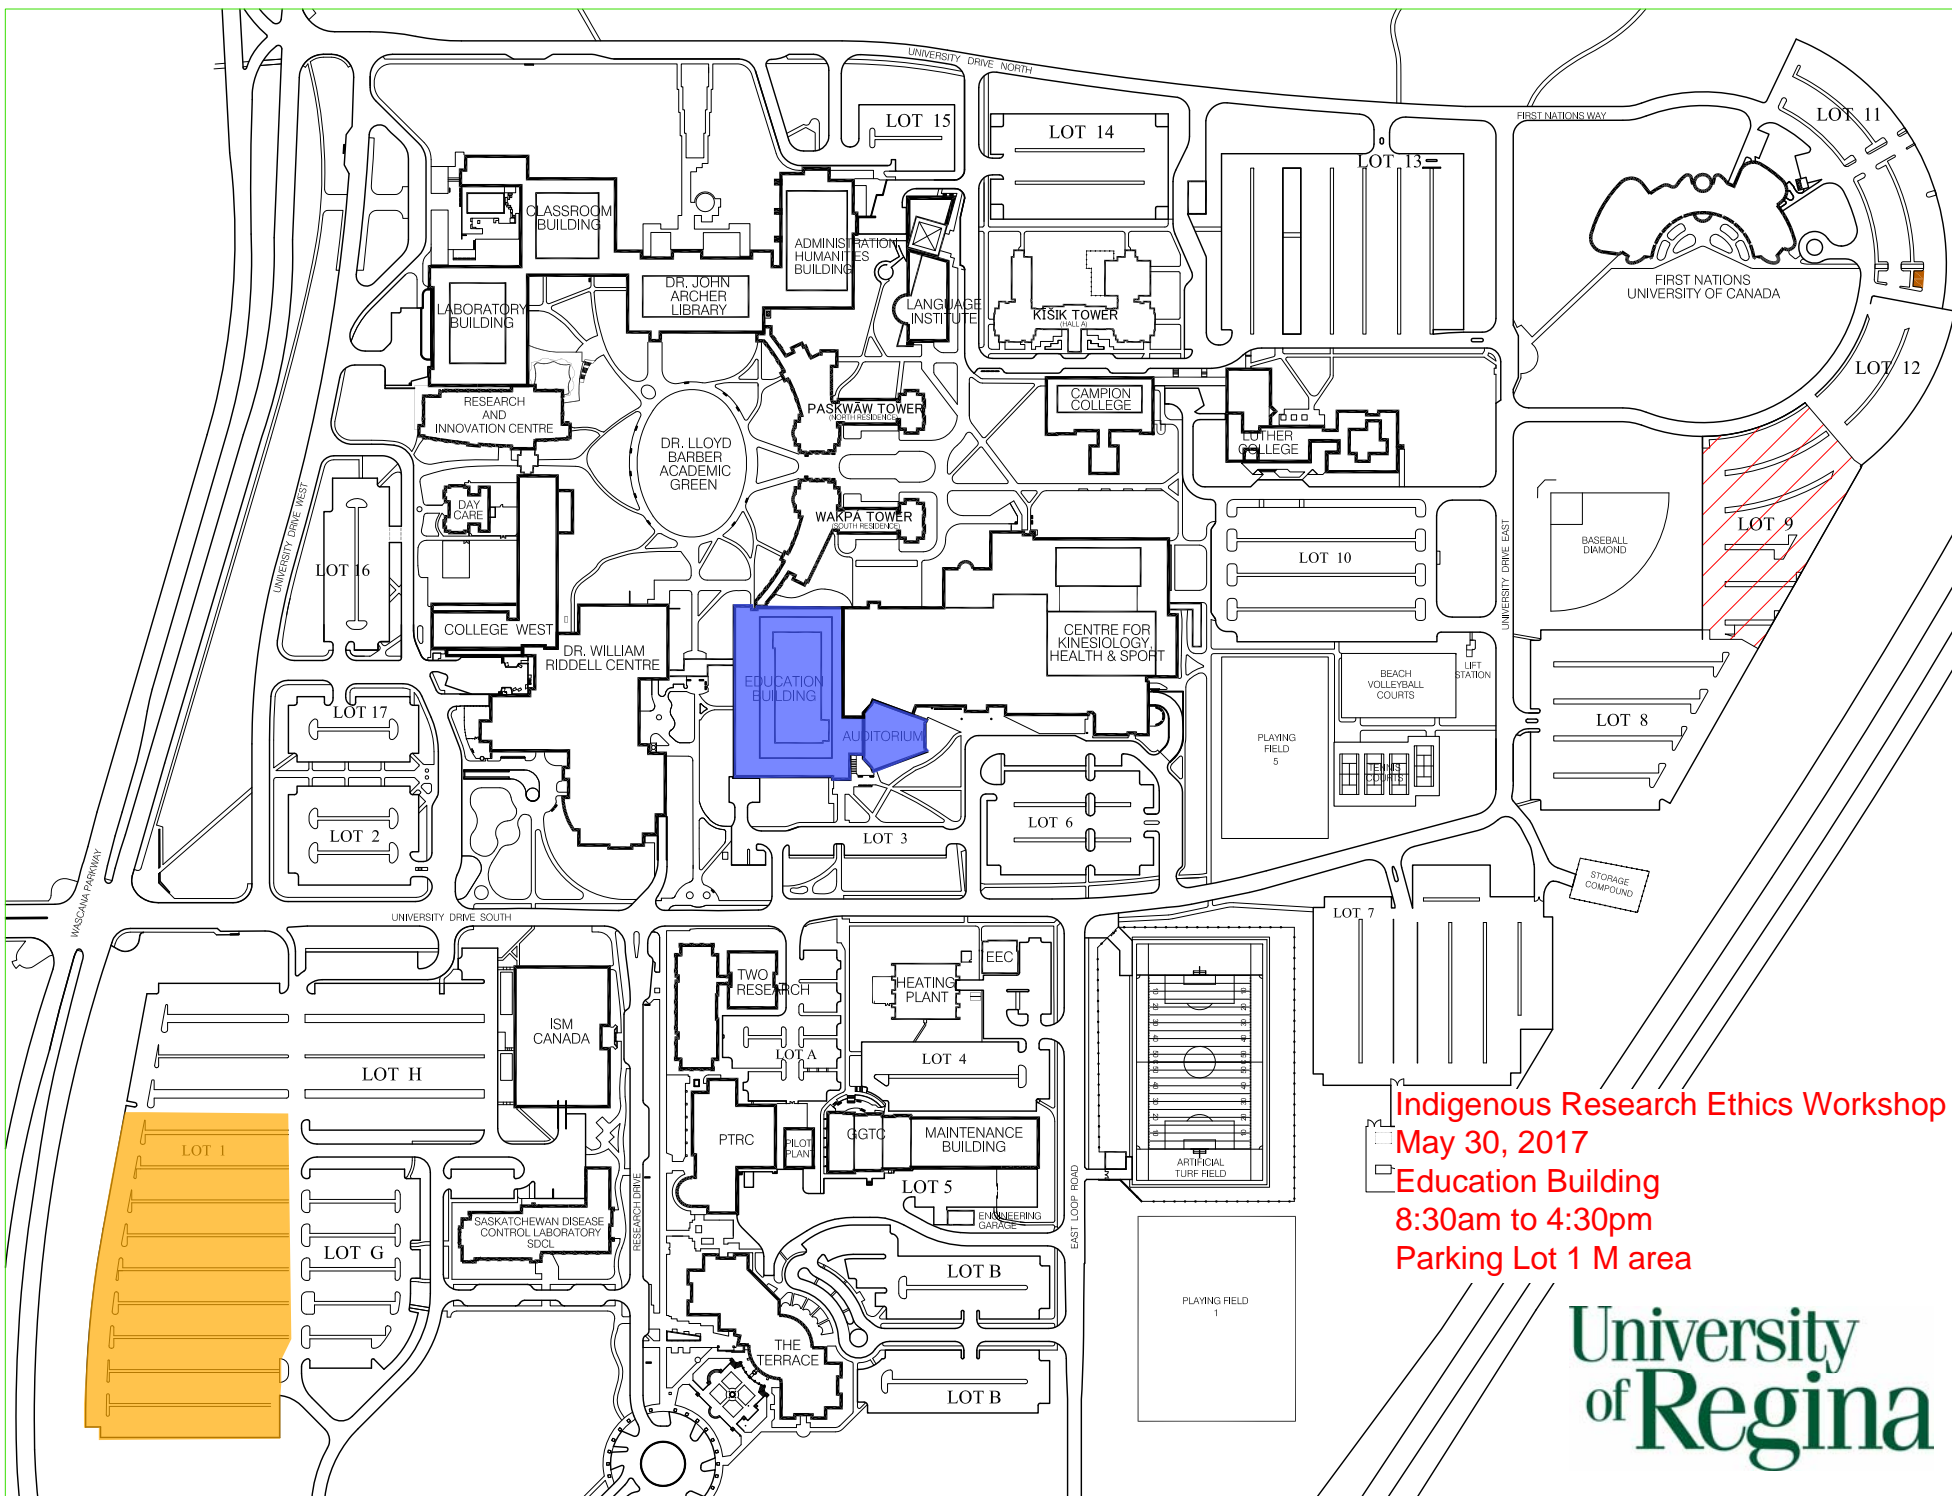 UNIVERSITY DRIVE NORTH
FIRST NATIONS WAY
LOT 11
LOT 15
LOT 14
LOT 13
CLASSROOM
BUILDING
ADMINISTRATION
HUMANITIES
BUILDING
DR. JOHN
ARCHER
LIBRARY
LABORATORY
BUILDING
LANGUAGE
INSTITUTE
KĪŠIK TOWER
(HALL A)
FIRST NATIONS
UNIVERSITY OF CANADA
LOT 12
RESEARCH
AND
INNOVATION CENTRE
PASKWĀW TOWER
(NORTH RESIDENCE)
CAMPION
COLLEGE
LUTHER
COLLEGE
DR. LLOYD
BARBER
ACADEMIC
GREEN
DAY
CARE
WAKPÁ TOWER
(SOUTH RESIDENCE)
UNIVERSITY DRIVE WEST
LOT 16
LOT 10
UNIVERSITY DRIVE EAST
BASEBALL
DIAMOND
LOT 9
COLLEGE WEST
DR. WILLIAM
RIDDELL CENTRE
EDUCATION
BUILDING
AUDITORIUM
CENTRE FOR
KINESIOLOGY,
HEALTH & SPORT
BEACH
VOLLEYBALL
COURTS
LIFT
STATION
LOT 17
LOT 8
PLAYING
FIELD
5
TENNIS
COURTS
LOT 2
LOT 3
LOT 6
WASCANA PARKWAY
UNIVERSITY DRIVE SOUTH
STORAGE
COMPOUND
LOT 7
TWO
RESEARCH
HEATING
PLANT
EEC
ISM
CANADA
LOT A
LOT 4
LOT H
LOT 1
PTRC
PILOT
PLANT
GGTC
MAINTENANCE
BUILDING
ARTIFICIAL
TURF FIELD
LOT 5
ENGINEERING
GARAGE
EAST LOOP ROAD
RESEARCH DRIVE
SASKATCHEWAN DISEASE
CONTROL LABORATORY
SDCL
LOT G
LOT B
THE
TERRACE
LOT B
PLAYING FIELD
1
Indigenous Research Ethics Workshop
May 30, 2017
Education Building
8:30am to 4:30pm
Parking Lot 1 M area
University
of Regina